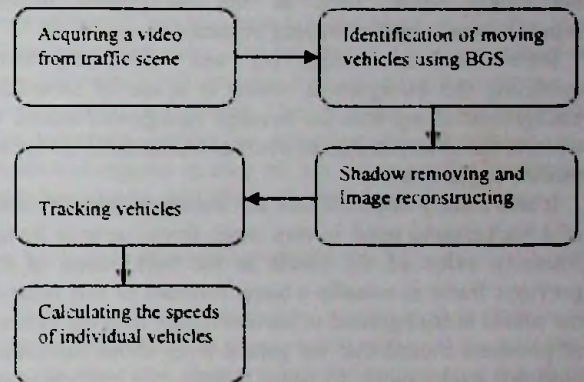 Acquiring a video
from traffic scene
Identification of moving
vehicles using BGS
Shadow removing and
Image reconstructing
Tracking vehicles
Calculating the speeds
of individual vehicles